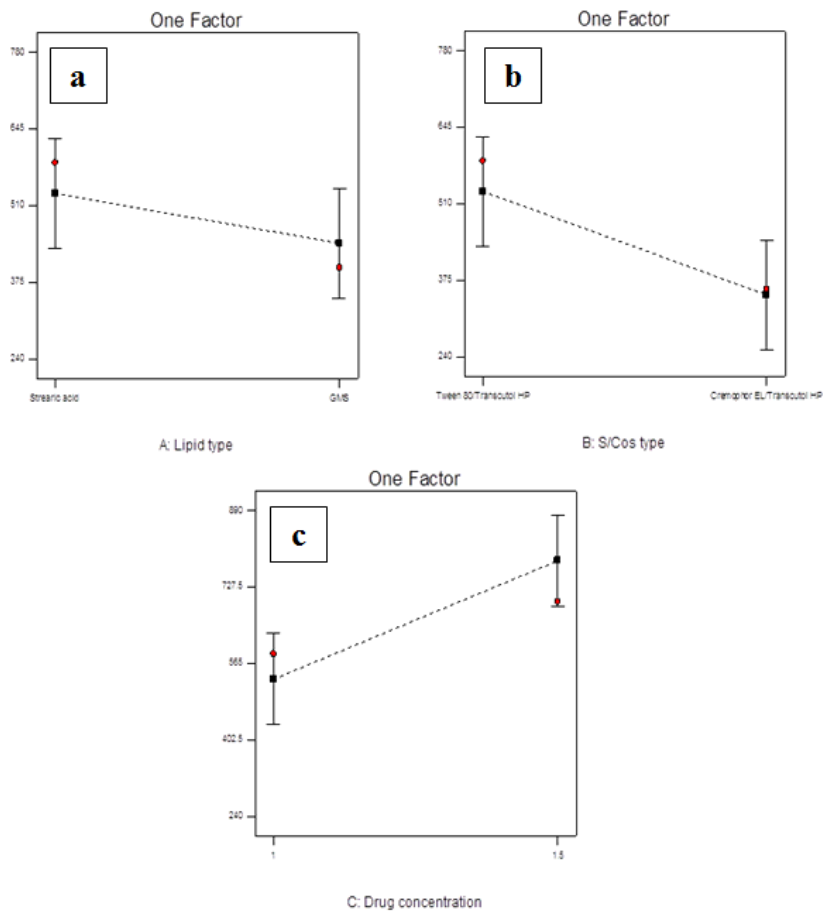 One Factor
a
780
645
510
375
240
Strearic acid
GMS
A: Lipid type
One Factor
b
780
645
510
375
240
Tween 80/Transcutol HP
Cremophor EL/Transcutol HP
B: S/Cos type
One Factor
c
890
727.5
565
402.5
240
1
1.5
C: Drug concentration